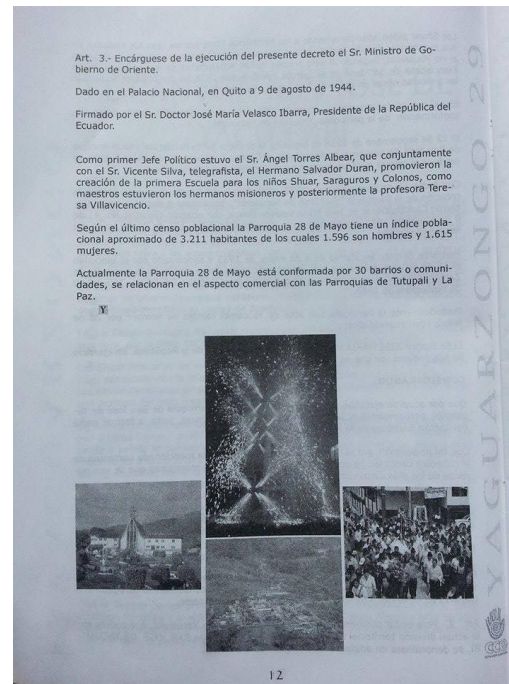 Art. 3.- Encárguese de la ejecución del presente decreto el Sr. Ministro de Go-
bierno de Oriente.
Dado en el Palacio Nacional, en Quito a 9 de agosto de 1944.
Firmado por el Sr. Doctor José María Velasco Ibarra, Presidente de la República del
Ecuador.
Como primer Jefe Político estuvo el Sr. Ángel Torres Albear, que conjuntamente
con el Sr. Vicente Silva, telegrafista, el Hermano Salvador Duran, promovieron la
creación de la primera Escuela para los niños Shuar, Saraguros y Colonos, como
maestros estuvieron los hermanos misioneros y posteriormente la profesora Tere-
sa Villavicencio.
Según el último censo poblacional la Parroquia 28 de Mayo tiene un índice pobla-
cional aproximado de 3.211 habitantes de los cuales 1.596 son hombres y 1.615
mujeres.
Actualmente la Parroquia 28 de Mayo está conformada por 30 barrios o comuni-
dades, se relacionan en el aspecto comercial con las Parroquias de Tutupali y La
Paz.
Y
YAGUARZONGO 29
CCE
12